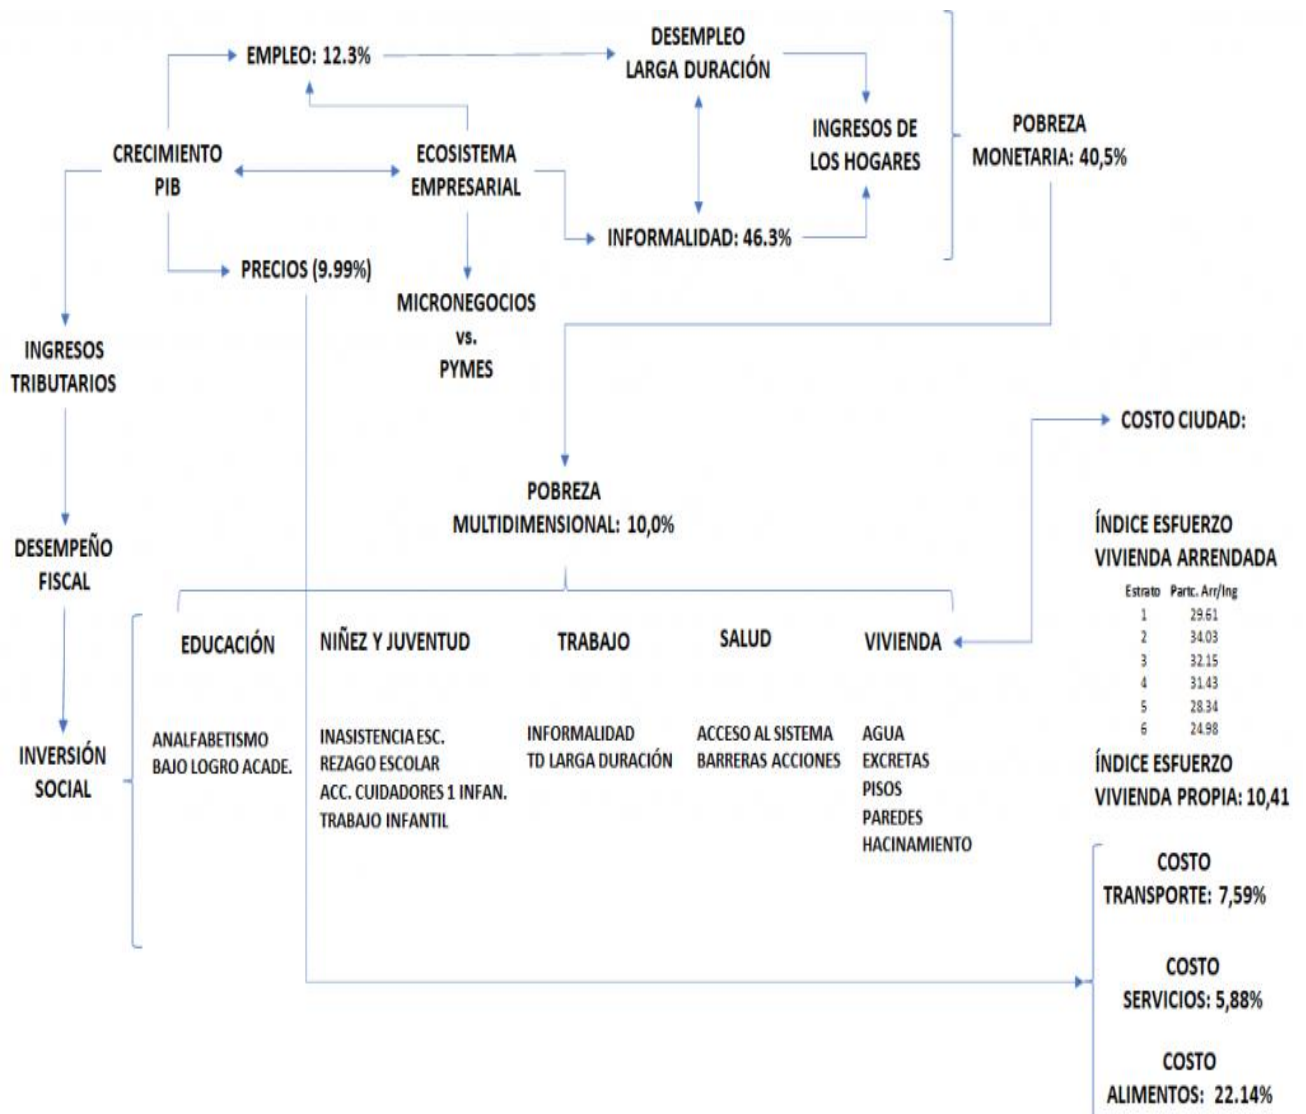 EMPLEO: 12.3%
DESEMPLEO
LARGA DURACIÓN
INGRESOS DE
LOS HOGARES
POBREZA
MONETARIA: 40,5%
CRECIMIENTO
PIB
ECOSISTEMA
EMPRESARIAL
INFORMALIDAD: 46.3%
PRECIOS (9.99%)
MICRONEGOCIOS
vs.
PYMES
INGRESOS
TRIBUTARIOS
COSTO CIUDAD:
POBREZA
MULTIDIMENSIONAL: 10,0%
DESEMPEÑO
FISCAL
ÍNDICE ESFUERZO
VIVIENDA ARRENDADA
Estrato Partc. Arr/Ing
1 29.61
2 34.03
3 32.15
4 31.43
5 28.34
6 24.98
ÍNDICE ESFUERZO
VIVIENDA PROPIA: 10,41
EDUCACIÓN
NIÑEZ Y JUVENTUD
TRABAJO
SALUD
VIVIENDA
INVERSIÓN
SOCIAL
ANALFABETISMO
BAJO LOGRO ACADE.
INASISTENCIA ESC.
REZAGO ESCOLAR
ACC. CUIDADORES 1 INFAN.
TRABAJO INFANTIL
INFORMALIDAD
TD LARGA DURACIÓN
ACCESO AL SISTEMA
BARRERAS ACCIONES
AGUA
EXCRETAS
PISOS
PAREDES
HACINAMIENTO
COSTO
TRANSPORTE: 7,59%
COSTO
SERVICIOS: 5,88%
COSTO
ALIMENTOS: 22.14%